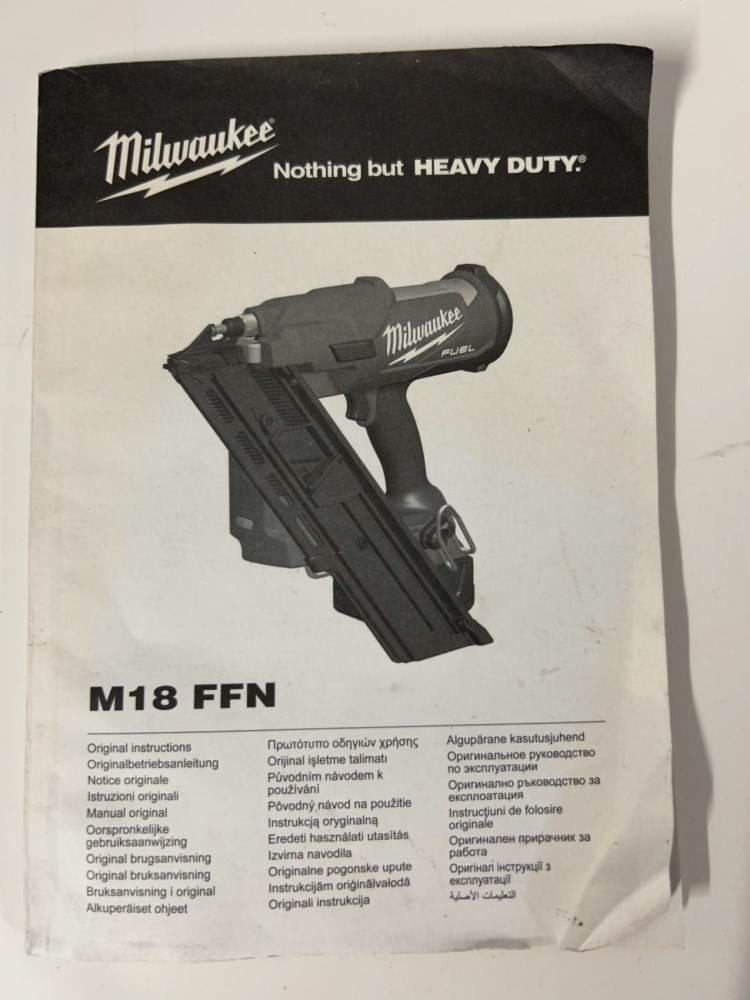 Milwaukee®
Nothing but HEAVY DUTY.®
Milwaukee
FUEL
M18 FFN
Original instructions
Originalbetriebsanleitung
Notice originale
Istruzioni originali
Manual original
Oorspronkelijke
gebruiksaanwijzing
Original brugsanvisning
Original bruksanvisning
Bruksanvisning i original
Alkuperäiset ohjeet
Πρωτότυπο οδηγιών χρήσης
Orijinal işletme talimatı
Původním návodem k
používání
Pôvodný návod na použitie
Instrukcją oryginalną
Eredeti használati utasítás
Izvirna navodila
Originalne pogonske upute
Instrukcijām oriģinālvalodā
Originali instrukcija
Algupärane kasutusjuhend
Оригинальное руководство
по эксплуатации
Оригинално ръководство за
експлоатация
Instrucţiuni de folosire
originale
Оригинален прирачник за
работа
Оригінал інструкції з
експлуатації
التعليمات الأصلية